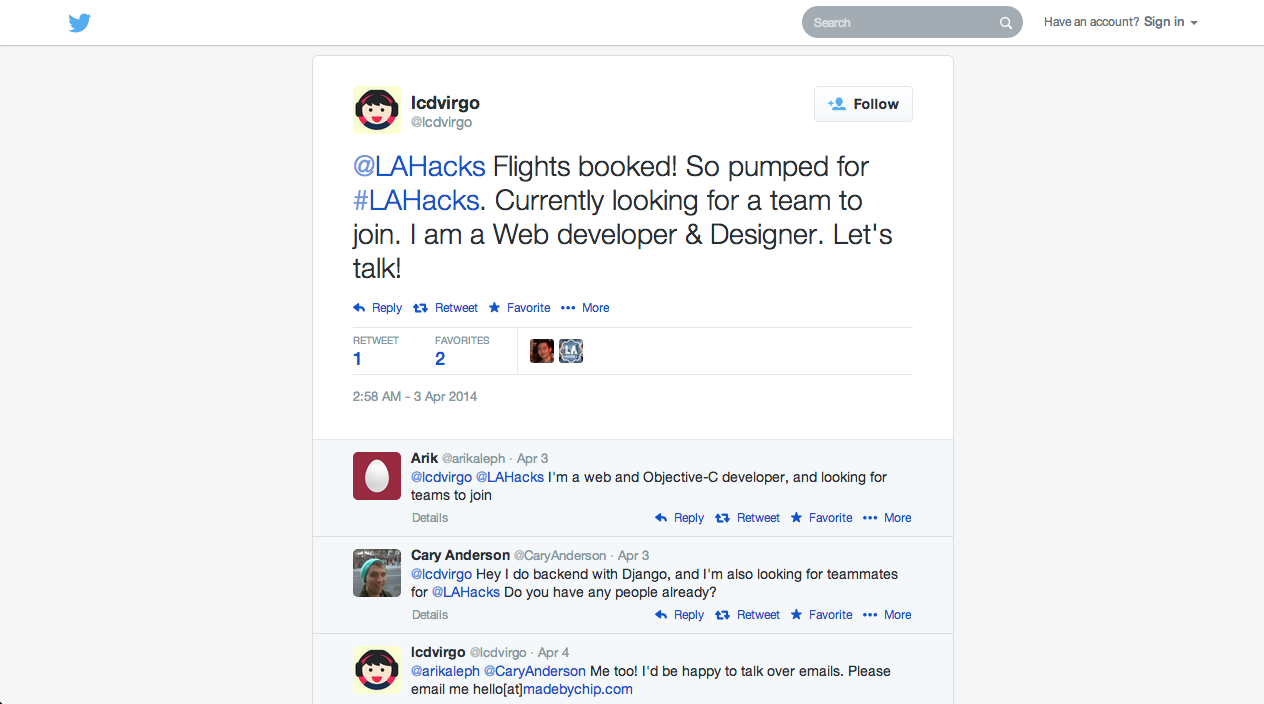 Search
Have an account? Sign in
lcdvirgo
@lcdvirgo
Follow
@LAHacks Flights booked! So pumped for
#LAHacks. Currently looking for a team to
join. I am a Web developer & Designer. Let's
talk!
Reply Retweet Favorite More
RETWEET FAVORITES
1 2
LA
2:58 AM - 3 Apr 2014
Arik @arikaleph · Apr 3
@lcdvirgo @LAHacks I'm a web and Objective-C developer, and looking for
teams to join
Details Reply Retweet Favorite More
Cary Anderson @CaryAnderson · Apr 3
@lcdvirgo Hey I do backend with Django, and I'm also looking for teammates
for @LAHacks Do you have any people already?
Details Reply Retweet Favorite More
lcdvirgo @lcdvirgo · Apr 4
@arikaleph @CaryAnderson Me too! I'd be happy to talk over emails. Please
email me hello[at]madebychip.com